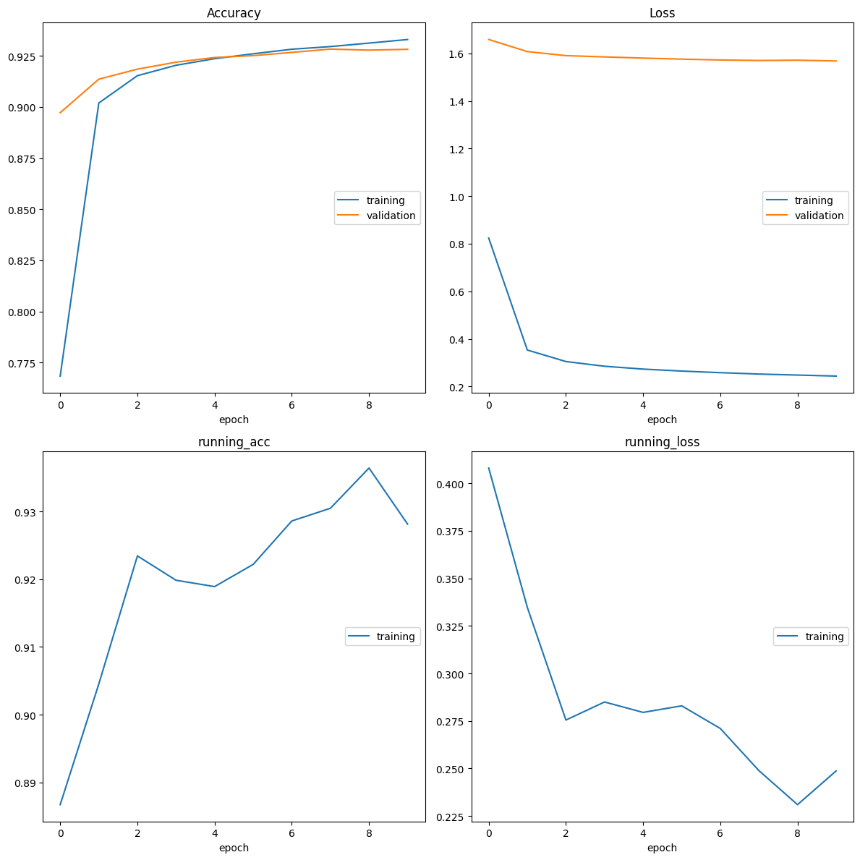 Accuracy
0.925
0.900
0.875
0.850
0.825
0.800
0.775
training
validation
0 2 4 6 8
epoch
Loss
1.6
1.4
1.2
1.0
0.8
0.6
0.4
0.2
training
validation
0 2 4 6 8
epoch
running_acc
0.93
0.92
0.91
0.90
0.89
training
0 2 4 6 8
epoch
running_loss
0.400
0.375
0.350
0.325
0.300
0.275
0.250
0.225
training
0 2 4 6 8
epoch